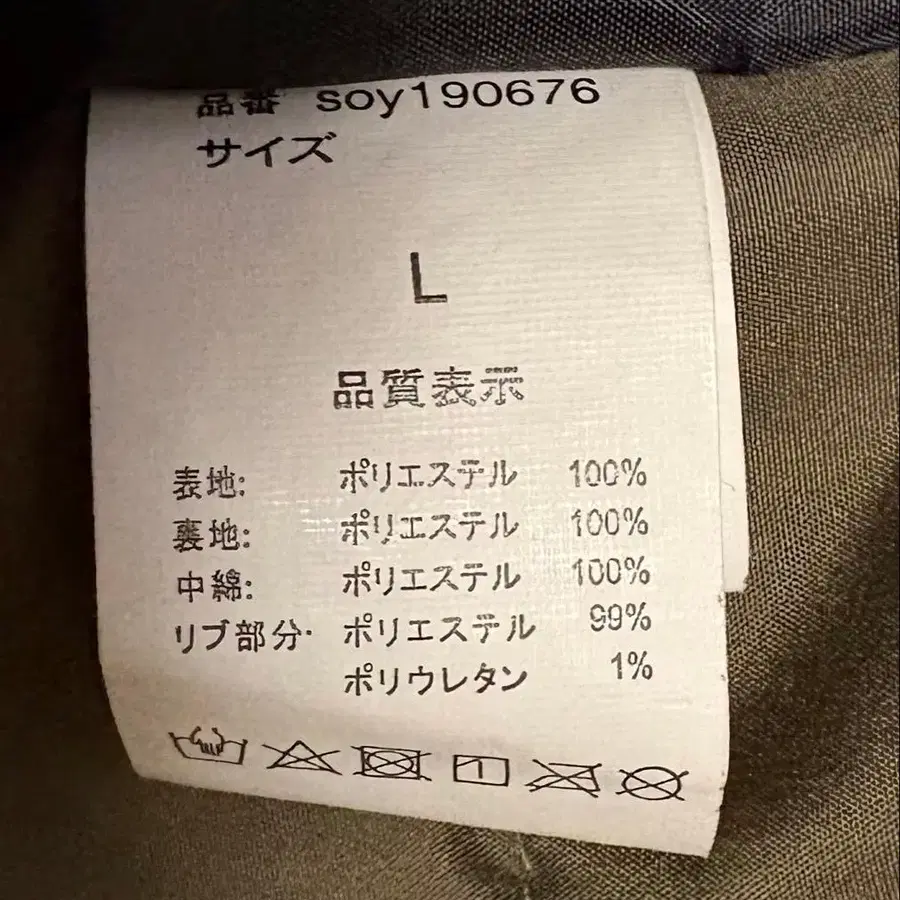 品番 soy190676
サイズ
L
品質表示
表地: ポリエステル 100%
裏地: ポリエステル 100%
中綿: ポリエステル 100%
リブ部分· ポリエステル 99%
ポリウレタン 1%